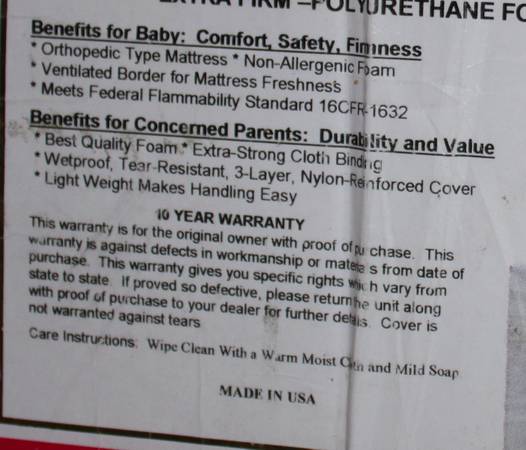 EXTRA FIRM – POLYURETHANE FO
Benefits for Baby: Comfort, Safety, Firmness
* Orthopedic Type Mattress * Non-Allergenic Foam
* Ventilated Border for Mattress Freshness
* Meets Federal Flammability Standard 16CFR-1632
Benefits for Concerned Parents: Durability and Value
* Best Quality Foam * Extra-Strong Cloth Binding
* Wetproof, Tear-Resistant, 3-Layer, Nylon-Reinforced Cover
* Light Weight Makes Handling Easy
10 YEAR WARRANTY
This warranty is for the original owner with proof of purchase. This
warranty is against defects in workmanship or materials from date of
purchase. This warranty gives you specific rights which vary from
state to state. If proved so defective, please return the unit along
with proof of purchase to your dealer for further details. Cover is
not warranted against tears
Care Instructions: Wipe Clean With a Warm Moist Cloth and Mild Soap
MADE IN USA